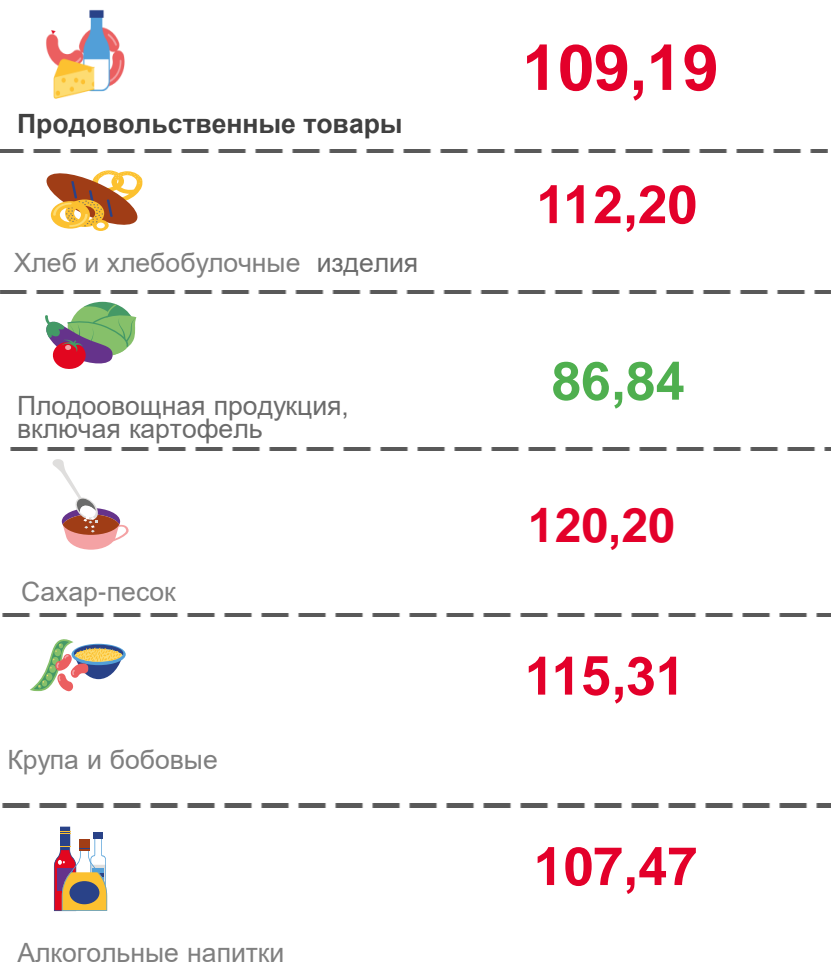 109,19
Продовольственные товары
112,20
Хлеб и хлебобулочные изделия
86,84
Плодоовощная продукция,
включая картофель
120,20
Сахар-песок
115,31
Крупа и бобовые
107,47
Алкогольные напитки